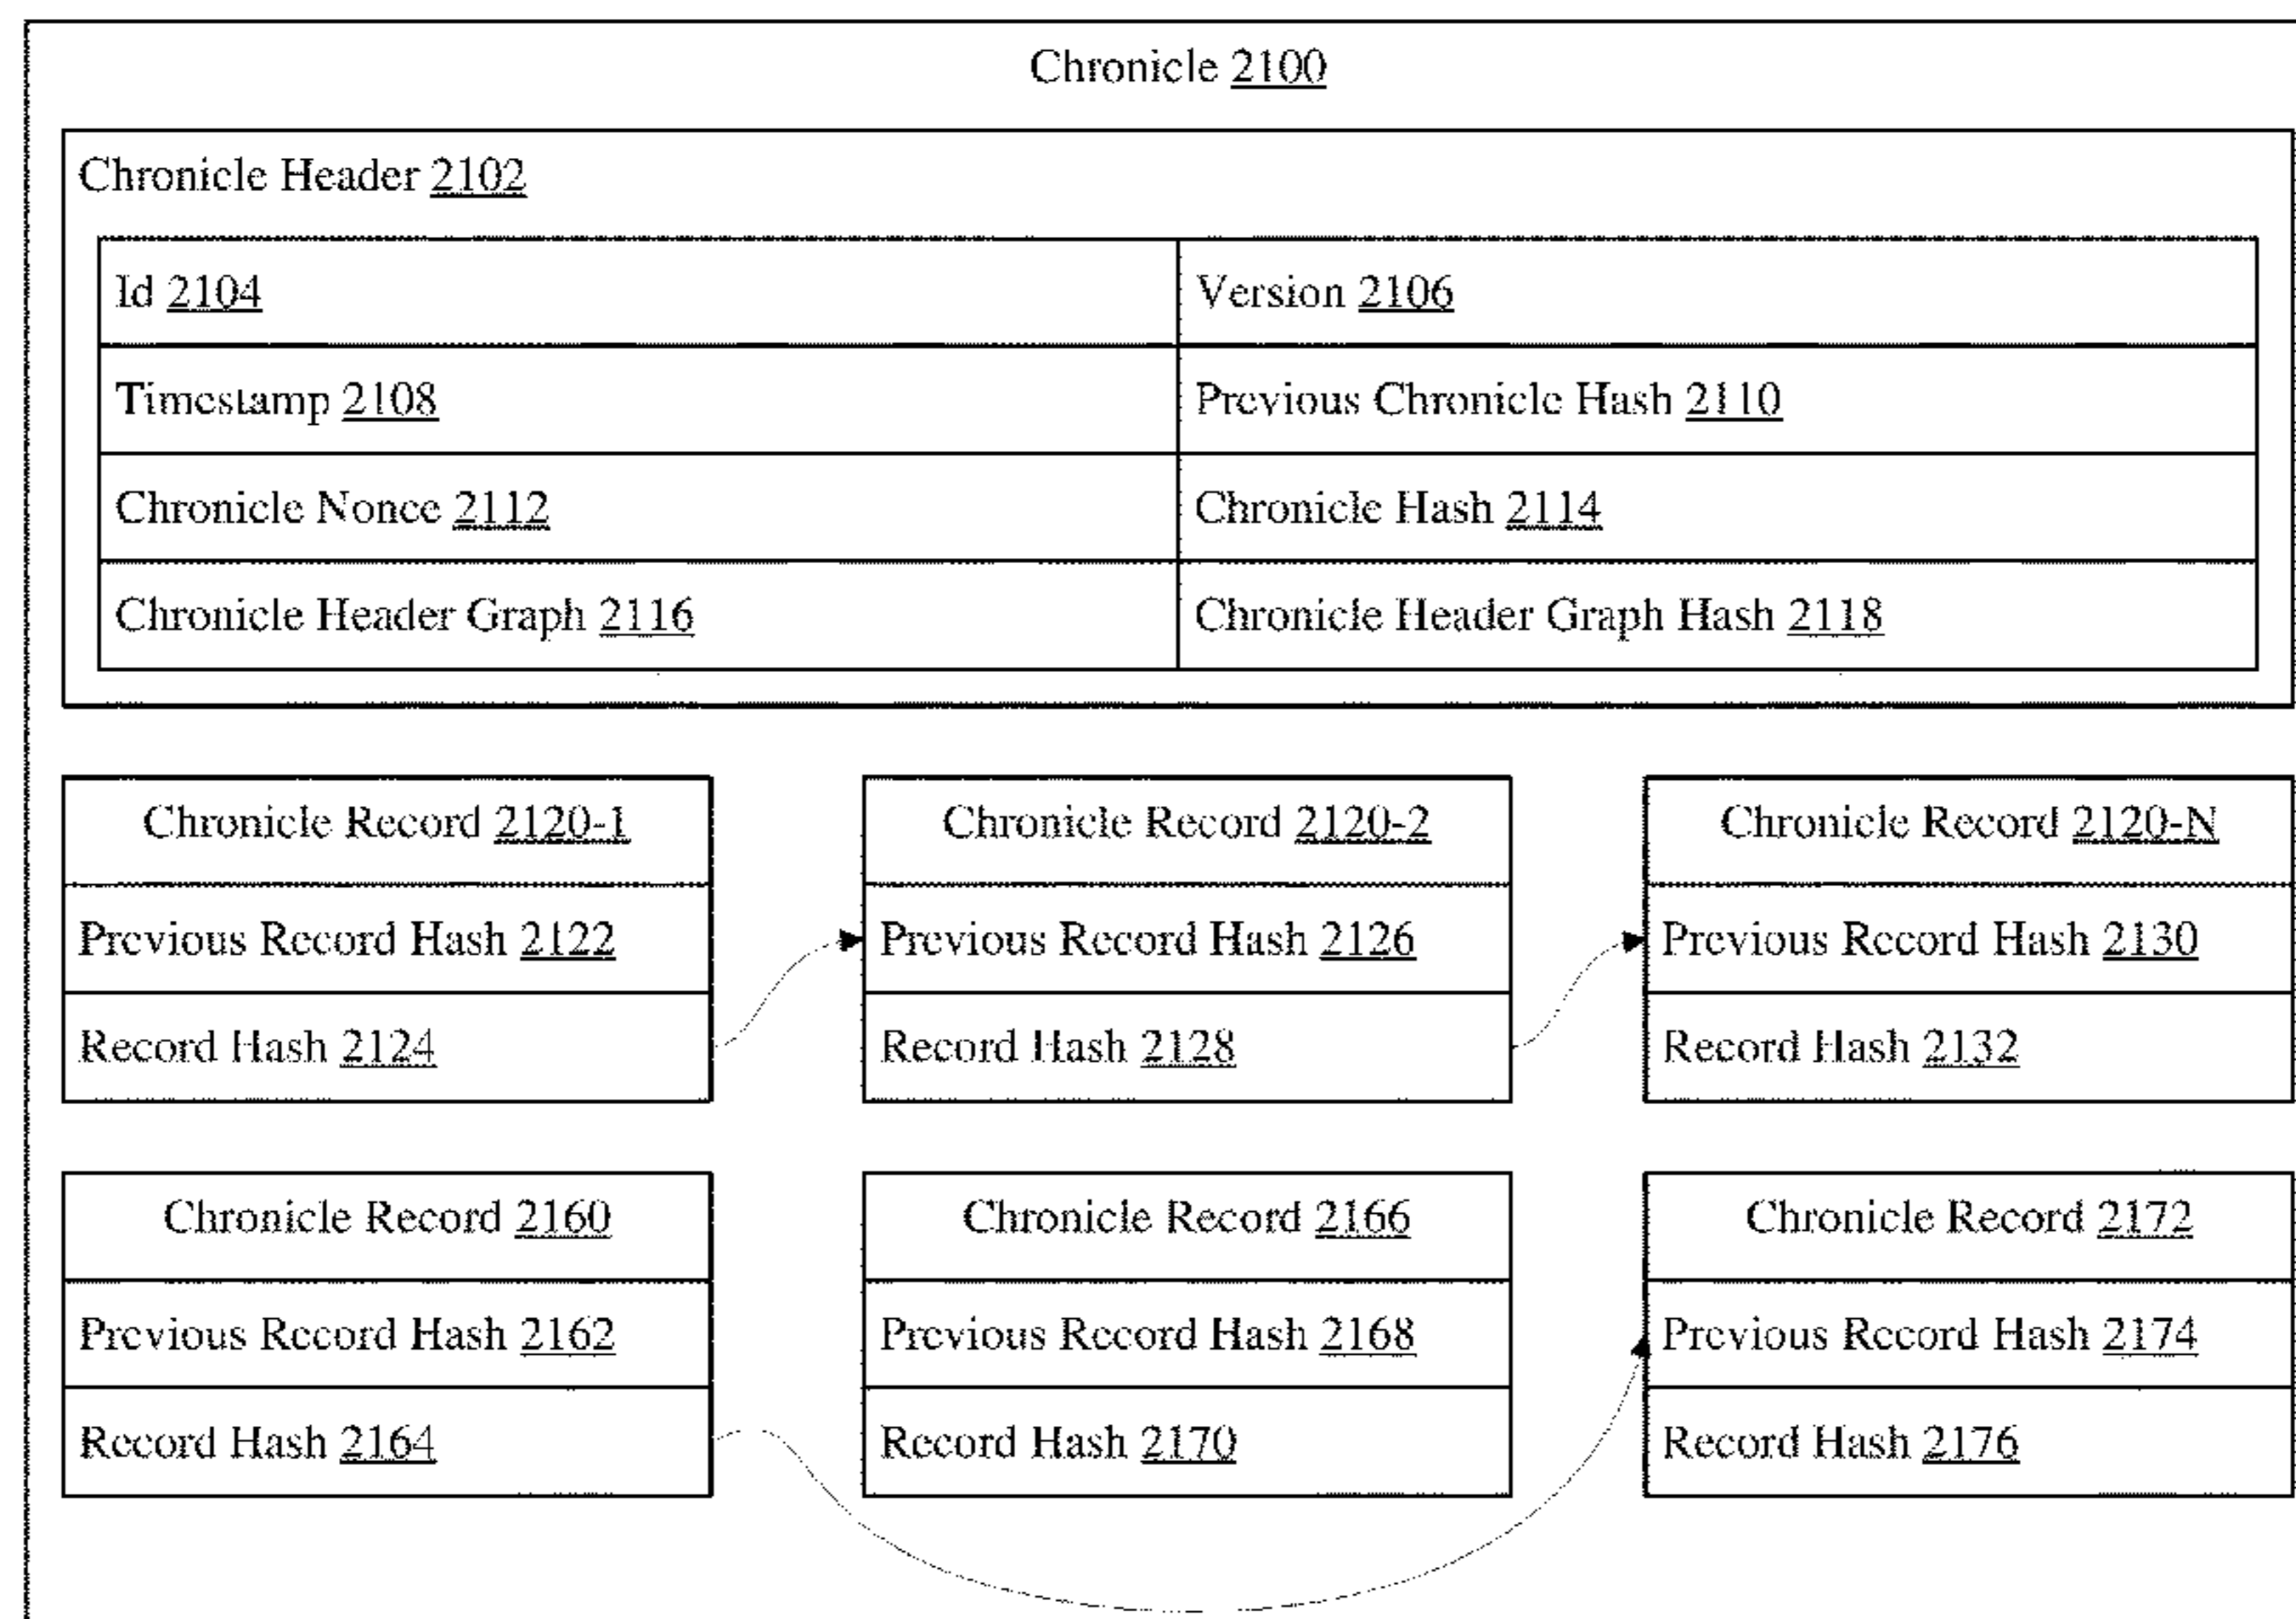 Chronicle 2100
Chronicle Header 2102
Id 2104
Version 2106
Timestamp 2108
Previous Chronicle Hash 2110
Chronicle Nonce 2112
Chronicle Hash 2114
Chronicle Header Graph 2116
Chronicle Header Graph Hash 2118
Chronicle Record 2120-1
Previous Record Hash 2122
Record Hash 2124
Chronicle Record 2120-2
Previous Record Hash 2126
Record Hash 2128
Chronicle Record 2120-N
Previous Record Hash 2130
Record Hash 2132
Chronicle Record 2160
Previous Record Hash 2162
Record Hash 2164
Chronicle Record 2166
Previous Record Hash 2168
Record Hash 2170
Chronicle Record 2172
Previous Record Hash 2174
Record Hash 2176